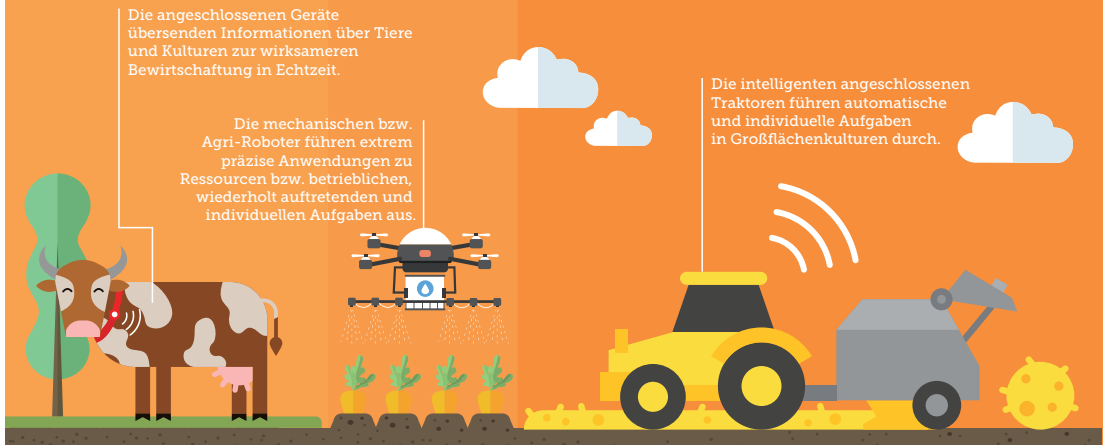 Die angeschlossenen Geräte
übersenden Informationen über Tiere
und Kulturen zur wirksameren
Bewirtschaftung in Echtzeit.
Die mechanischen bzw.
Agri-Roboter führen extrem
präzise Anwendungen zu
Ressourcen bzw. betrieblichen,
wiederholt auftretenden und
individuellen Aufgaben aus.
Die intelligenten angeschlossenen
Traktoren führen automatische
und individuelle Aufgaben
in Großflächenkulturen durch.